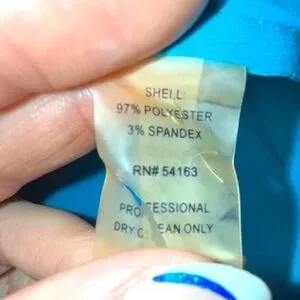 SHELL
97% POLYESTER
3% SPANDEX
RN# 54163
PROFESSIONAL
DRY CLEAN ONLY